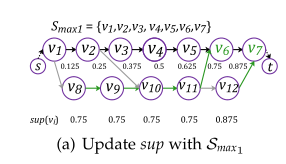 S_max1 = {v1,v2,v3, v4,v5,v6,v7}
v1 v2 v3 v4 v5 v6 v7
s 0.125 0.25 0.375 0.5 0.625 0.75 0.875 t
v8 v9 v10 v11 v12
sup(vi) 0.75 0.75 0.75 0.75 0.875
(a) Update sup with S_max1